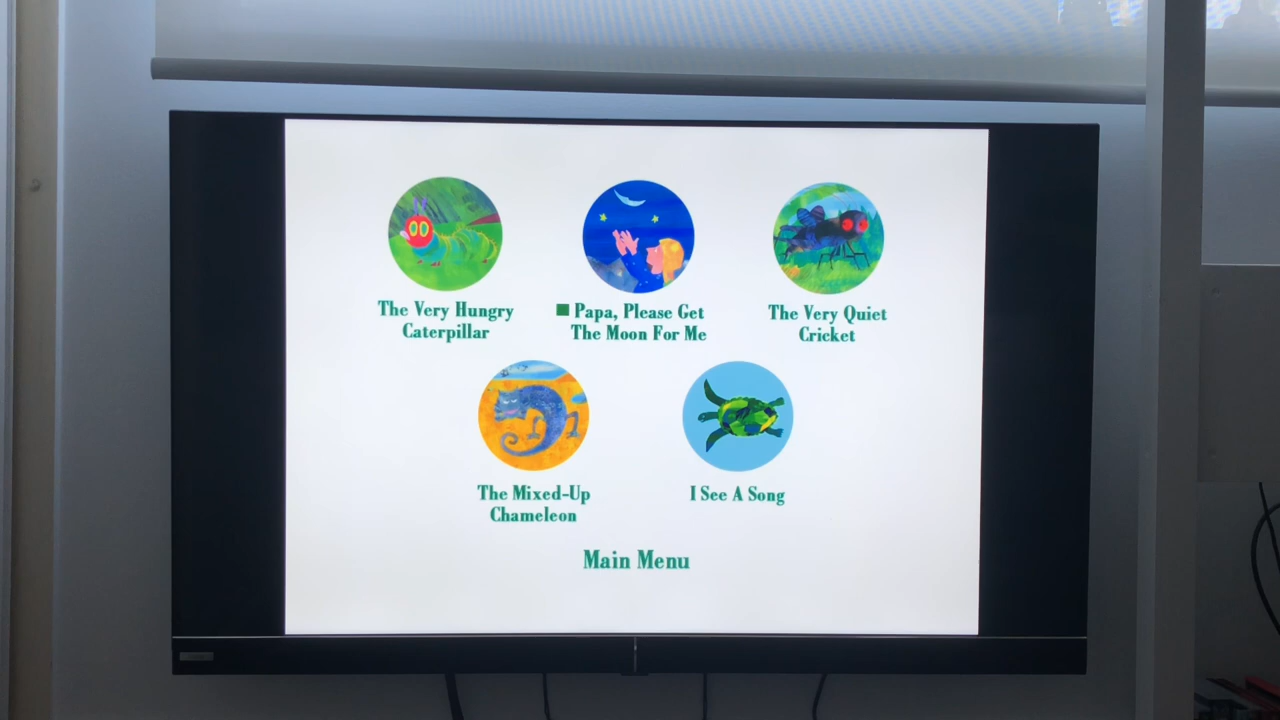 The Very Hungry
Caterpillar
Papa, Please Get
The Moon For Me
The Very Quiet
Cricket
The Mixed-Up
Chameleon
I See A Song
Main Menu